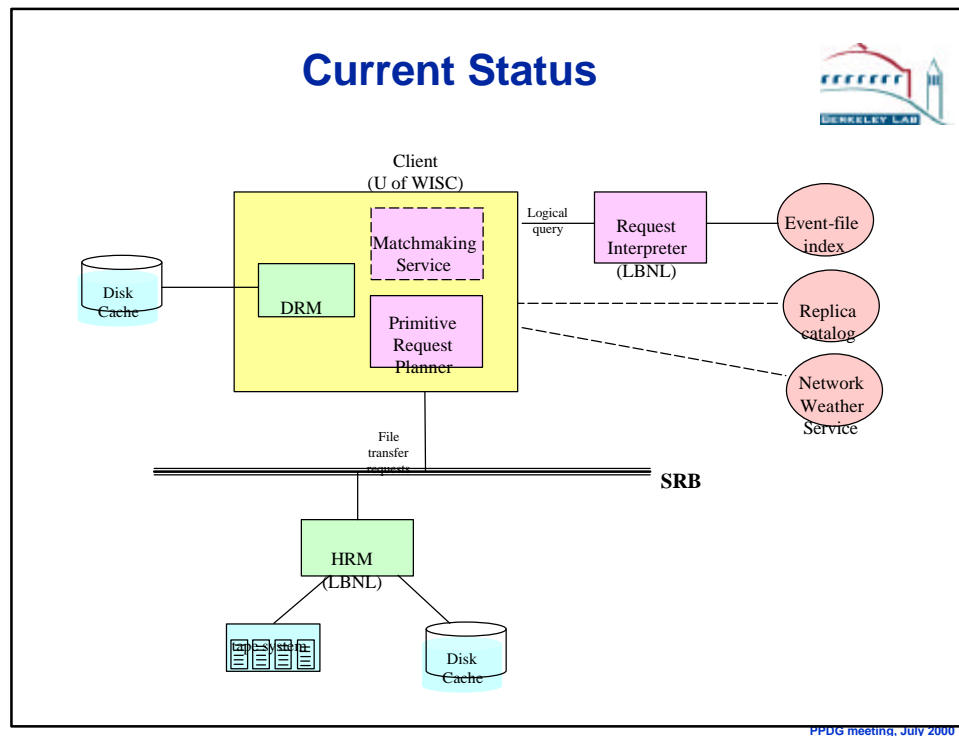 Current Status
BERKELEY LAB
Client
(U of WISC)
Logical
query
Request
Interpreter
(LBNL)
Event-file
index
Matchmaking
Service
Disk
Cache
DRM
Primitive
Request
Planner
Replica
catalog
Network
Weather
Service
File
transfer
requests
SRB
HRM
(LBNL)
tape system
Disk
Cache
PPDG meeting, July 2000